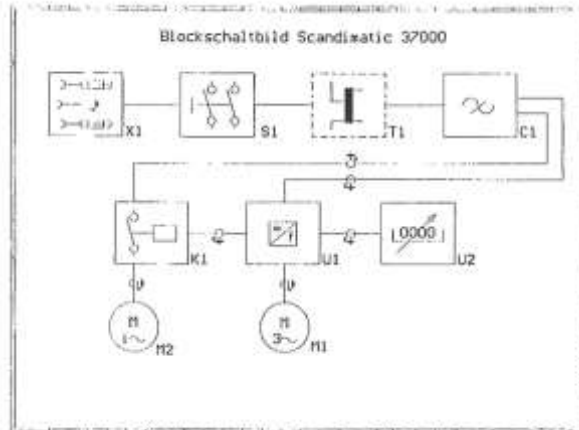 Blockschaltbild Scandimatic 37000
X1
S1
T1
C1
0000
K1
U1
U2
M
1~
M2
M
3~
M1